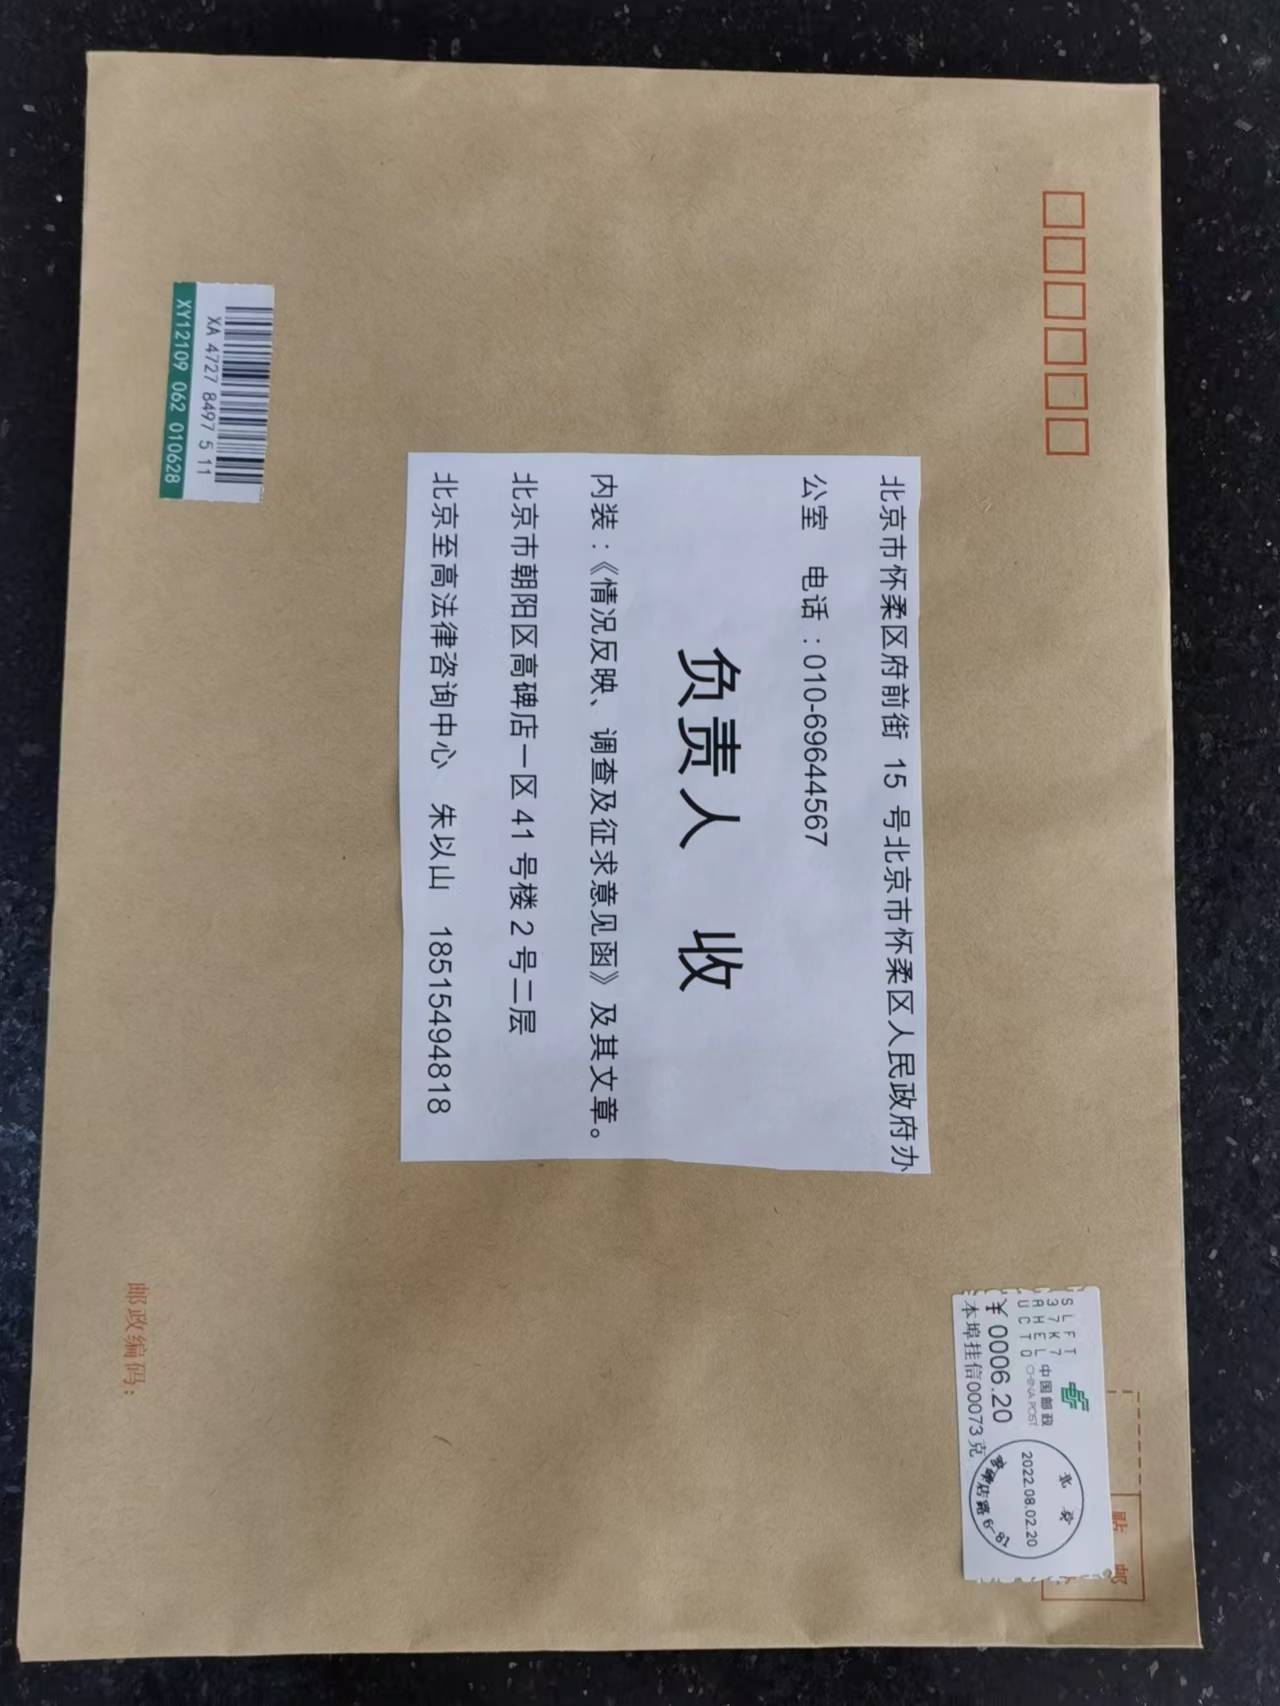 北京市怀柔区府前街 15 号北京市怀柔区人民政府办
公室 电话：010-69644567
负责人 收
内装：《情况反映、调查及征求意见函》及其文章。
北京市朝阳区高碑店一区 41 号楼 2 号二层
北京至高法律咨询中心 朱以山 18515494818
SLFT
37K7
AHEL
UCTQ
中国邮政
CHINA POST
￥0006.20
本埠挂信00073克
北京
2022.08.02.20
XA 4727 8497 5 11
XY12109 062 010628
邮政编码：
贴 邮